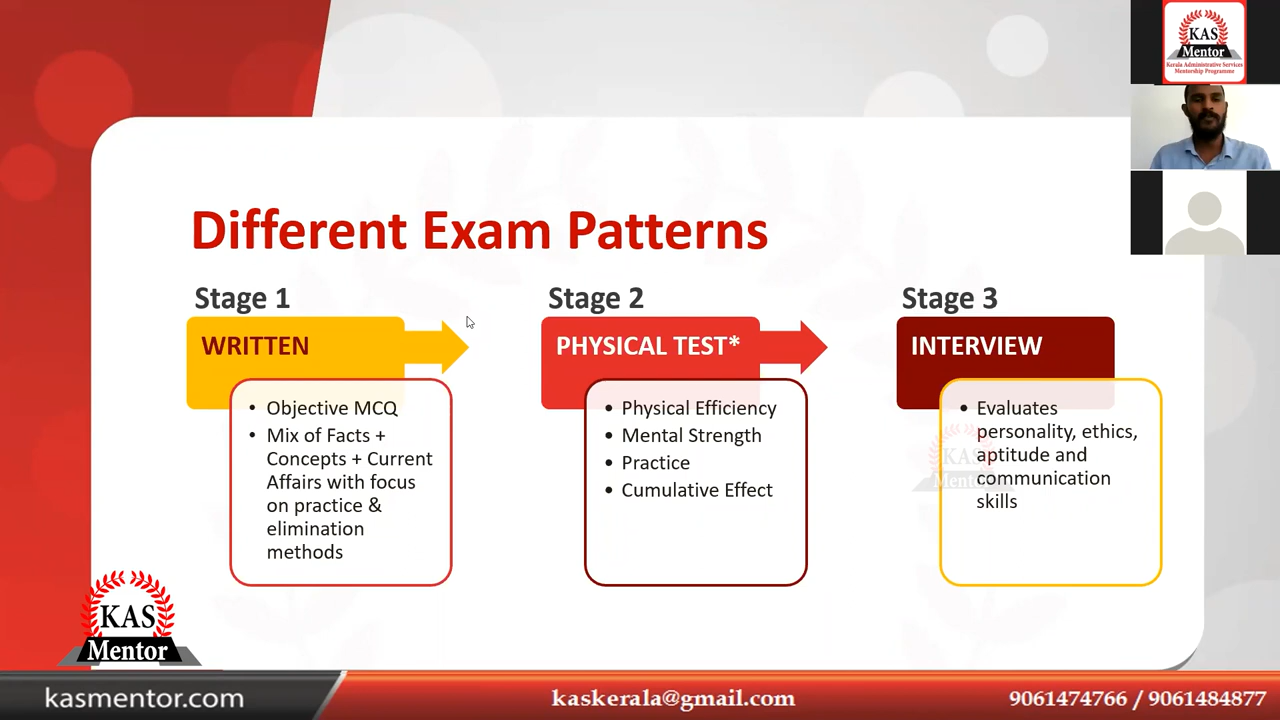 KAS
Mentor
Kerala Administrative Services
Mentorship Programme
Different Exam Patterns
Stage 1
WRITTEN
• Objective MCQ
• Mix of Facts +
Concepts + Current
Affairs with focus
on practice &
elimination
methods
Stage 2
PHYSICAL TEST*
• Physical Efficiency
• Mental Strength
• Practice
• Cumulative Effect
Stage 3
INTERVIEW
• Evaluates
personality, ethics,
aptitude and
communication
skills
KAS
Mentor
KAS
Mentor
kasmentor.com
kaskerala@gmail.com
9061474766 / 9061484877